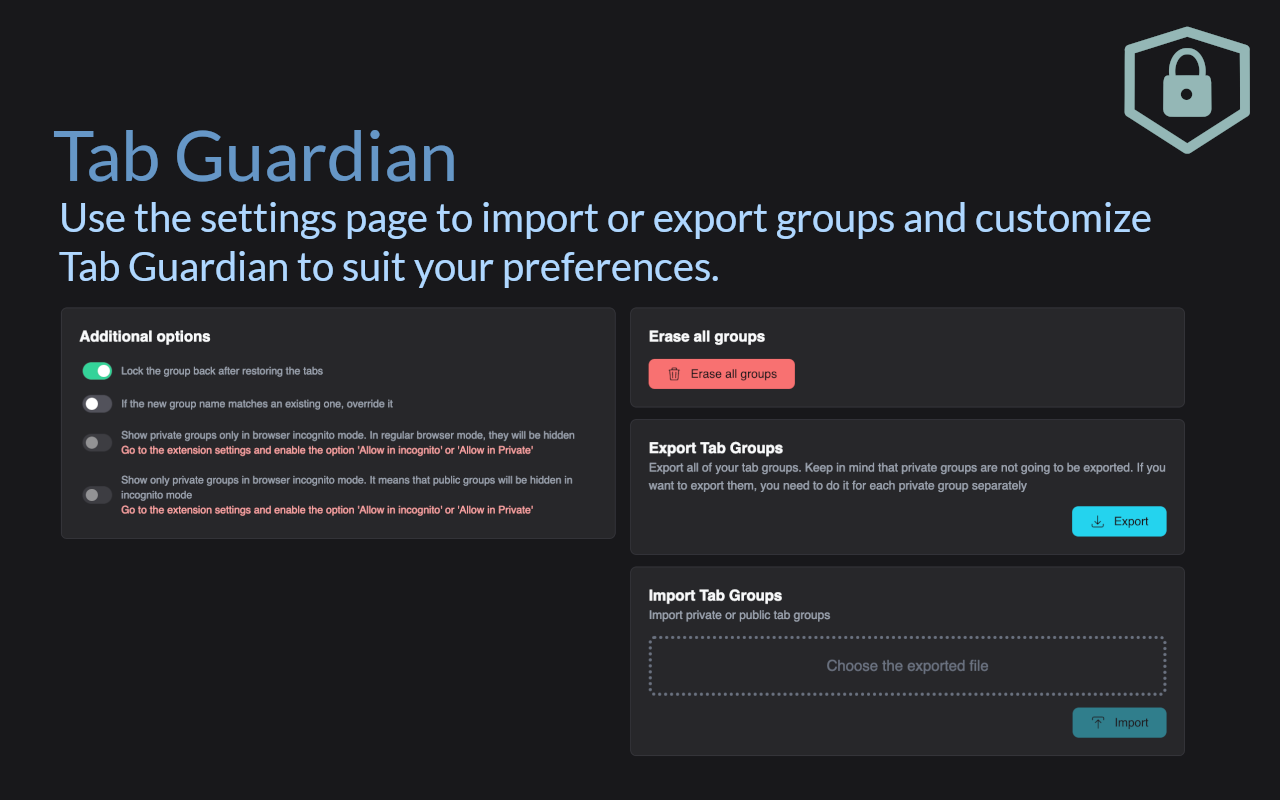 Tab Guardian
Use the settings page to import or export groups and customize
Tab Guardian to suit your preferences.
Additional options
Lock the group back after restoring the tabs
If the new group name matches an existing one, override it
Show private groups only in browser incognito mode. In regular browser mode, they will be hidden
Go to the extension settings and enable the option 'Allow in incognito' or 'Allow in Private'
Show only private groups in browser incognito mode. It means that public groups will be hidden in
incognito mode
Go to the extension settings and enable the option 'Allow in incognito' or 'Allow in Private'
Erase all groups
Erase all groups
Export Tab Groups
Export all of your tab groups. Keep in mind that private groups are not going to be exported. If you
want to export them, you need to do it for each private group separately
Export
Import Tab Groups
Import private or public tab groups
Choose the exported file
Import